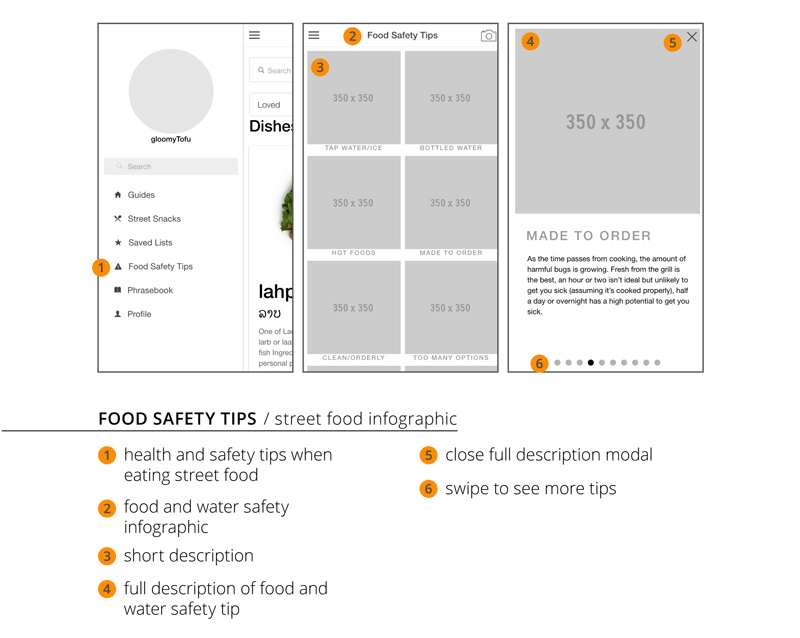 gloomyTofu
Search
Guides
Street Snacks
Saved Lists
1
Food Safety Tips
Phrasebook
Profile
Search
Loved
Dishes
lahp
ລາບ
One of La
larb or laa
fish Ingred
personal p
2 Food Safety Tips
3
350 x 350
350 x 350
TAP WATER/ICE
BOTTLED WATER
350 x 350
350 x 350
HOT FOODS
MADE TO ORDER
350 x 350
350 x 350
CLEAN/ORDERLY
TOO MANY OPTIONS
4
5
350 x 350
MADE TO ORDER
As the time passes from cooking, the amount of
harmful bugs is growing. Fresh from the grill is
the best, an hour or two isn't ideal but unlikely to
get you sick (assuming it's cooked properly), half
a day or overnight has a high potential to get you
sick.
6
FOOD SAFETY TIPS / street food infographic
1 health and safety tips when
eating street food
2 food and water safety
infographic
3 short description
4 full description of food and
water safety tip
5 close full description modal
6 swipe to see more tips